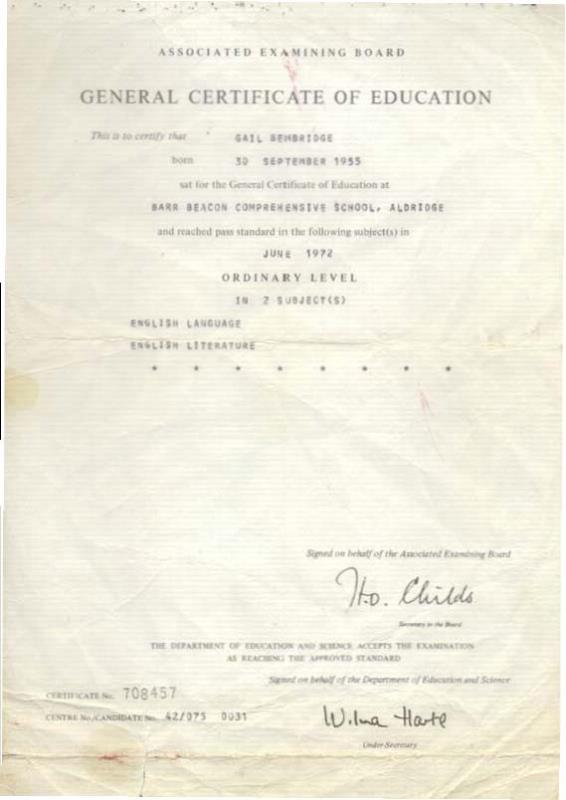 ASSOCIATED EXAMINING BOARD
GENERAL CERTIFICATE OF EDUCATION
This is to certify that GAIL BEMBRIDGE
born 30 SEPTEMBER 1955
sat for the General Certificate of Education at
BARR BEACON COMPREHENSIVE SCHOOL, ALDRIDGE
and reached pass standard in the following subject(s) in
JUNE 1972
ORDINARY LEVEL
IN 2 SUBJECT(S)
ENGLISH LANGUAGE
ENGLISH LITERATURE
* * * * * * * *
Signed on behalf of the Associated Examining Board
H.D. Childs
Secretary to the Board
THE DEPARTMENT OF EDUCATION AND SCIENCE ACCEPTS THE EXAMINATION
AS REACHING THE APPROVED STANDARD
Signed on behalf of the Department of Education and Science
CERTIFICATE No. 708457
CENTRE No./CANDIDATE No. 42/075 0031
Wilma Harte
Under Secretary